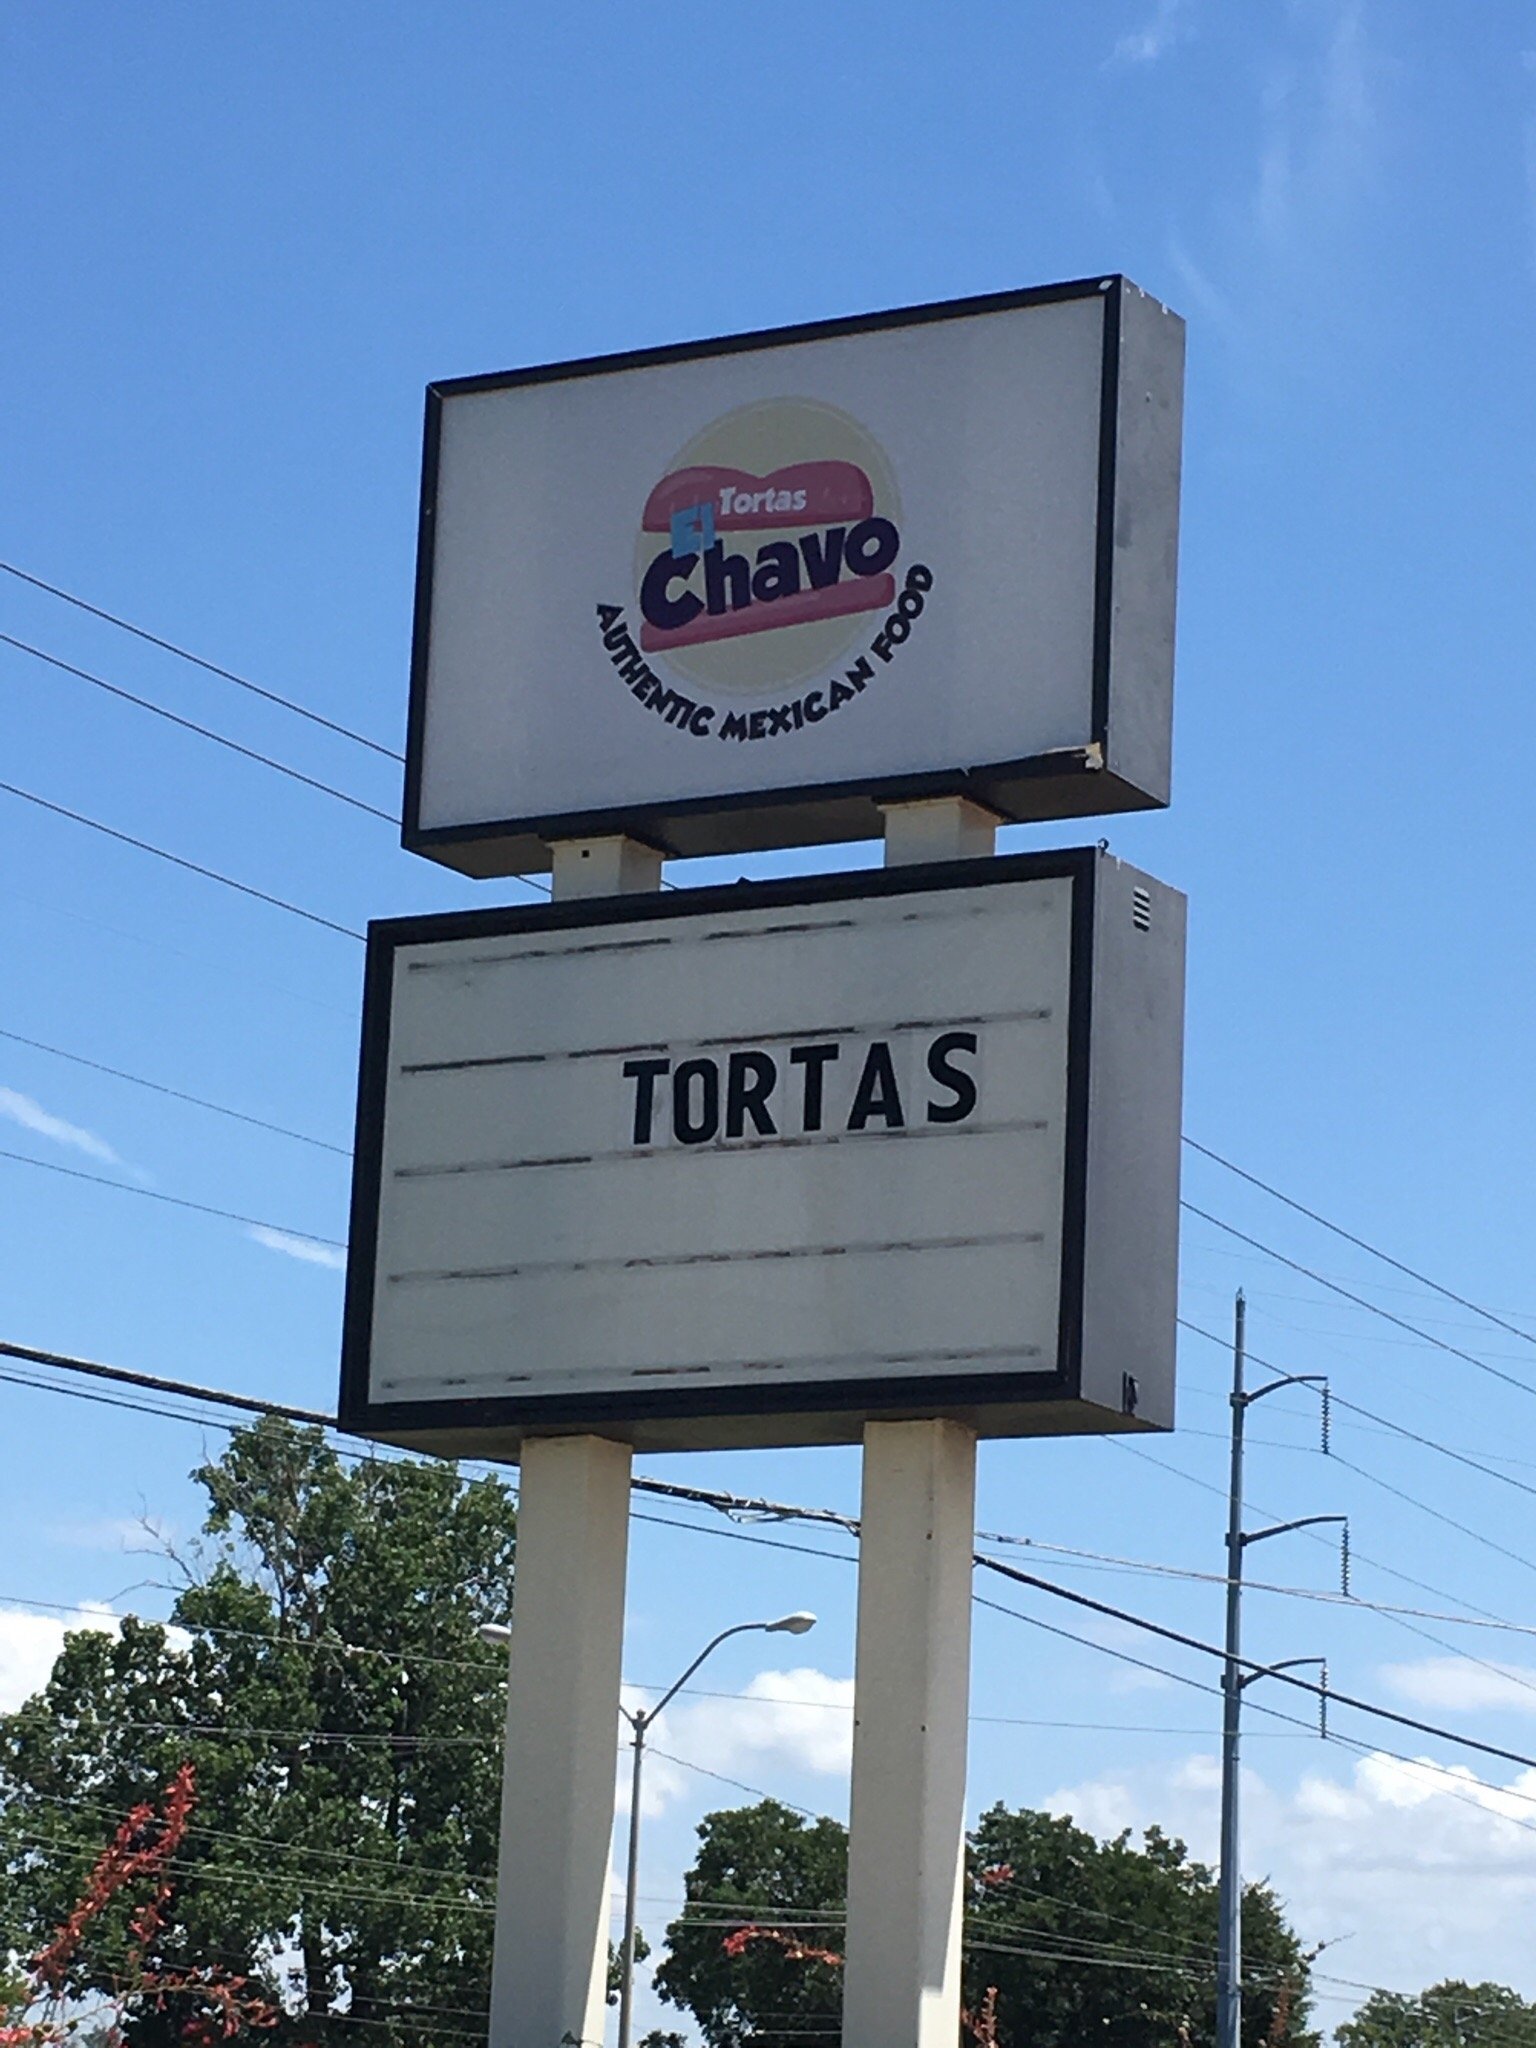 Tortas
El
Chavo
AUTHENTIC MEXICAN FOOD
TORTAS